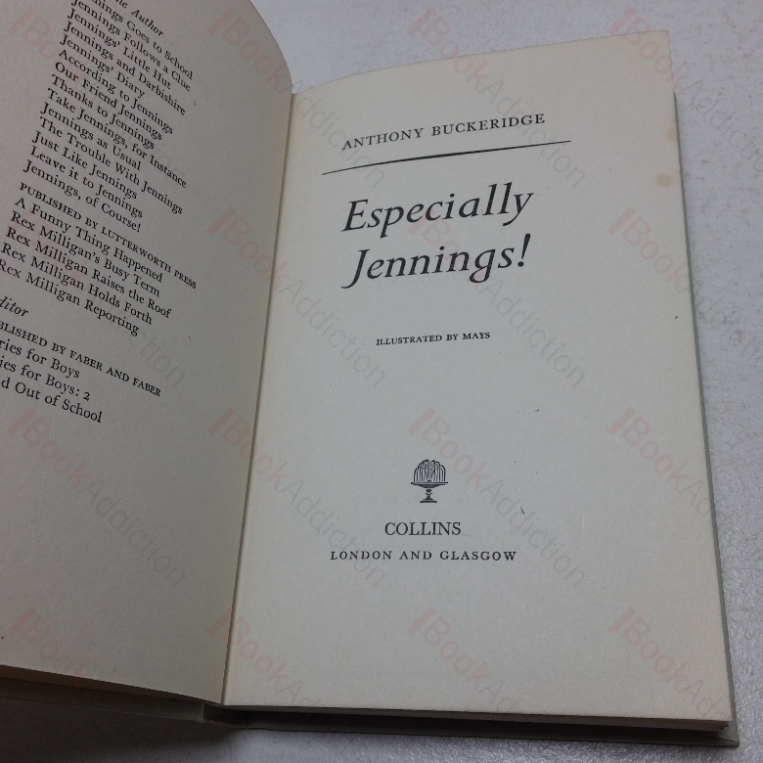 the Author
Jennings Goes to School
Jennings Follows a Clue
Jennings' Little Hut
Jennings and Darbishire
Jennings' Diary
According to Jennings
Our Friend Jennings
Thanks to Jennings
Take Jennings, for Instance
Jennings as Usual
The Trouble With Jennings
Just Like Jennings
Leave it to Jennings
Jennings, of Course!
PUBLISHED BY LUTTERWORTH PRESS
A Funny Thing Happened
Rex Milligan's Busy Term
Rex Milligan Raises the Roof
Rex Milligan Holds Forth
Rex Milligan Reporting
ditor
BLISHED BY FABER AND FABER
ries for Boys
ies for Boys: 2
d Out of School
ANTHONY BUCKERIDGE
Especially
Jennings!
ILLUSTRATED BY MAYS
COLLINS
LONDON AND GLASGOW
BookAddiction